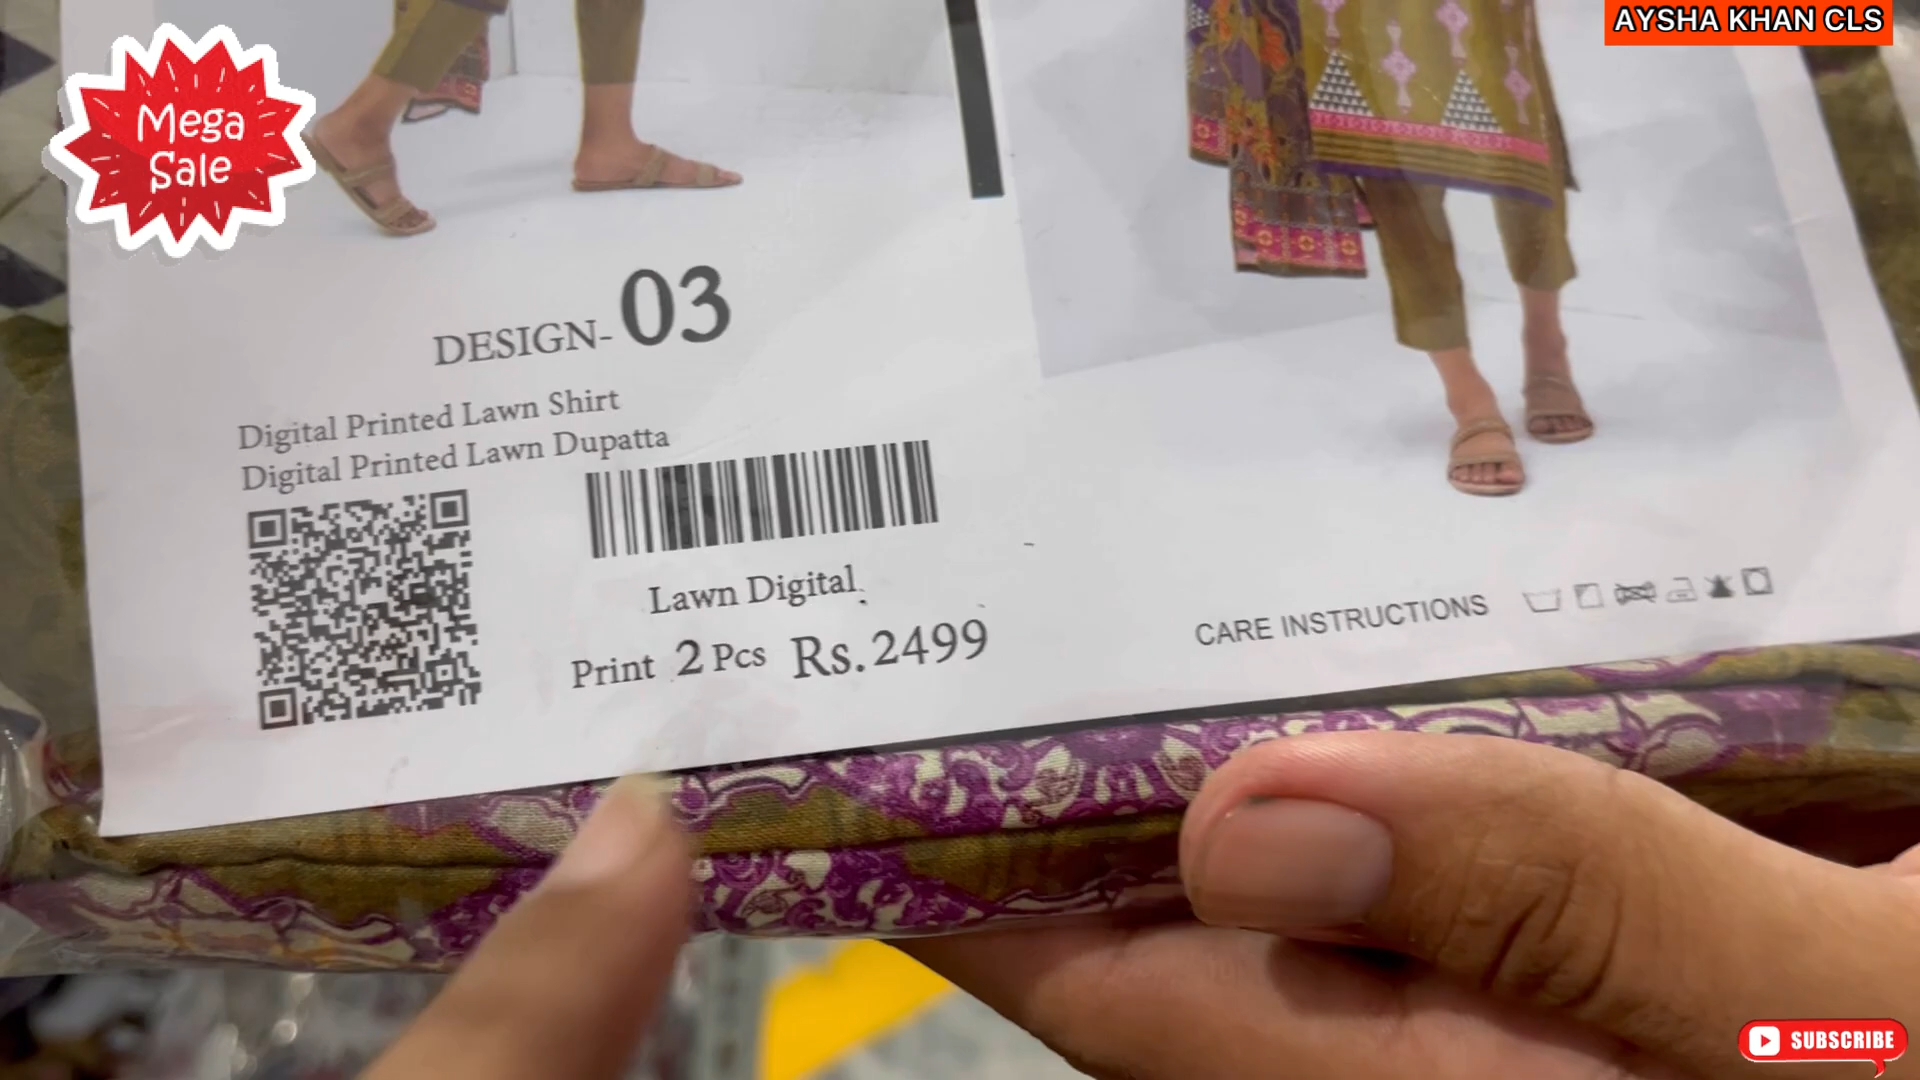 AYSHA KHAN CLS
Mega
Sale
DESIGN-03
Digital Printed Lawn Shirt
Digital Printed Lawn Dupatta
Lawn Digital
Print 2 Pcs Rs.2499
CARE INSTRUCTIONS
SUBSCRIBE